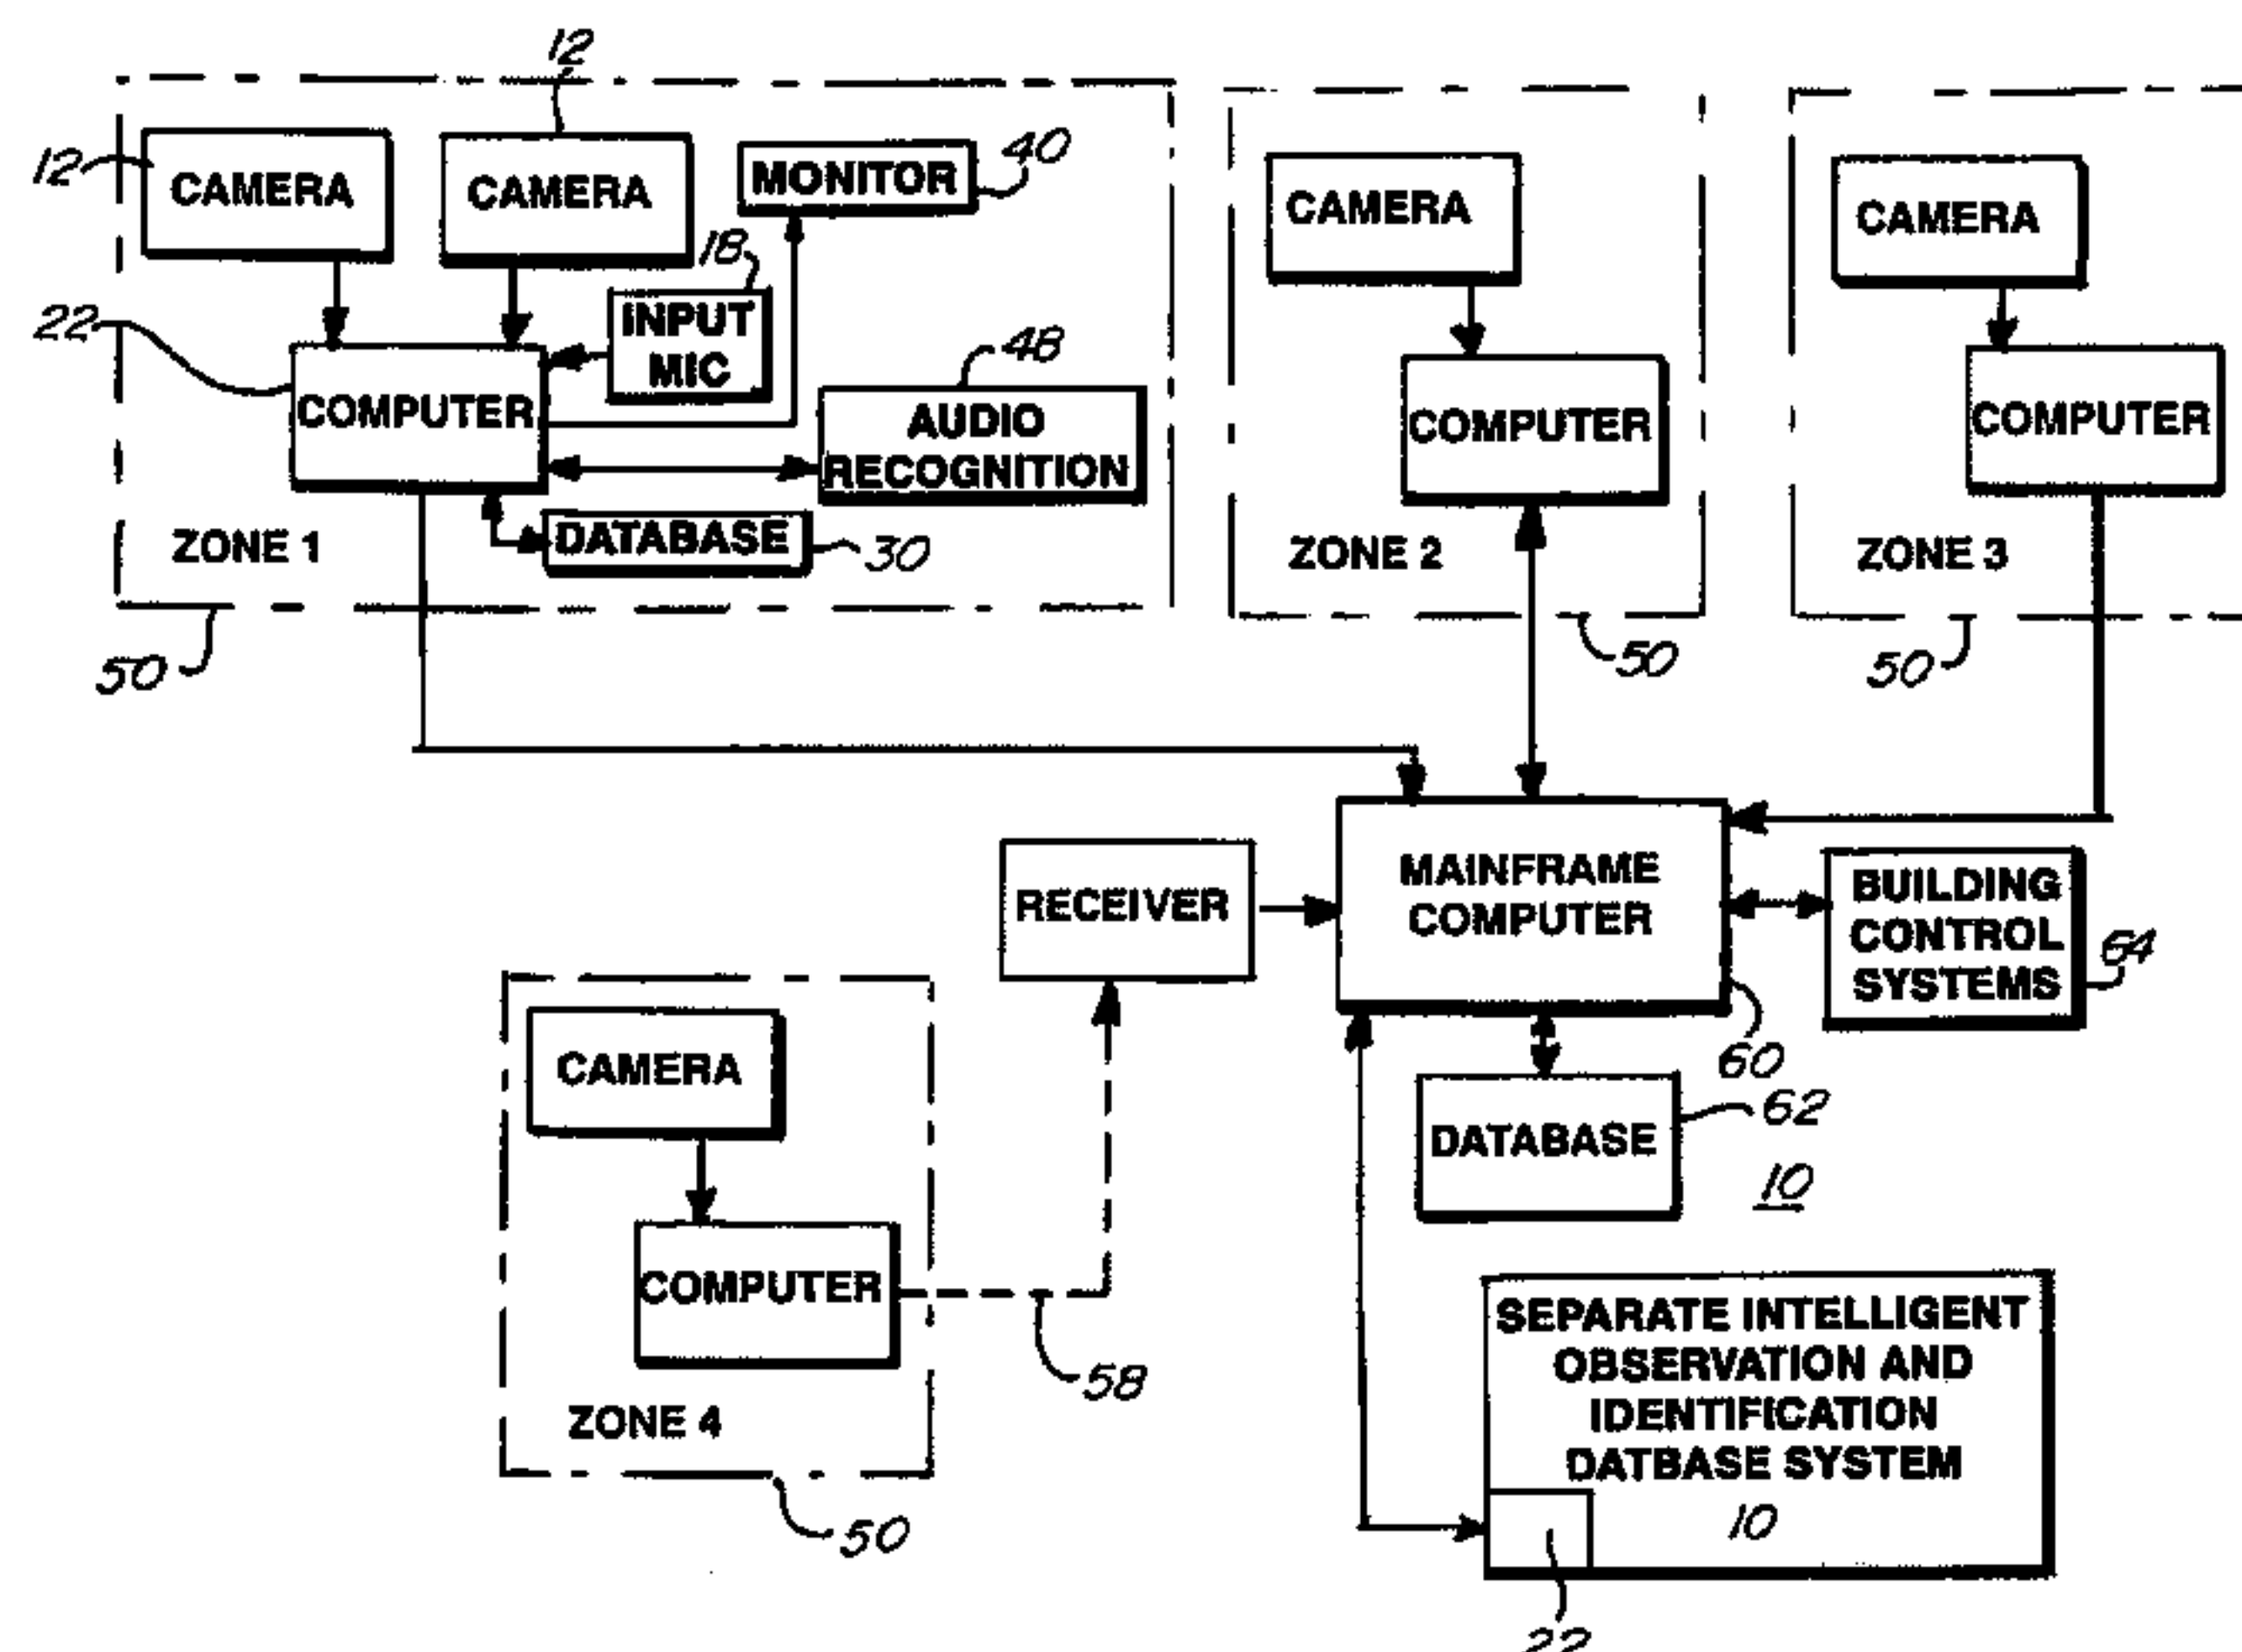 12
12
CAMERA
CAMERA
MONITOR
40
18
INPUT
MIC
22
COMPUTER
48
AUDIO
RECOGNITION
DATABASE
30
ZONE 1
50
CAMERA
COMPUTER
ZONE 2
50
CAMERA
COMPUTER
ZONE 3
50
RECEIVER
MAINFRAME
COMPUTER
60
BUILDING
CONTROL
SYSTEMS
64
DATABASE
62
10
CAMERA
COMPUTER
58
ZONE 4
50
SEPARATE INTELLIGENT
OBSERVATION AND
IDENTIFICATION
DATBASE SYSTEM
10
22